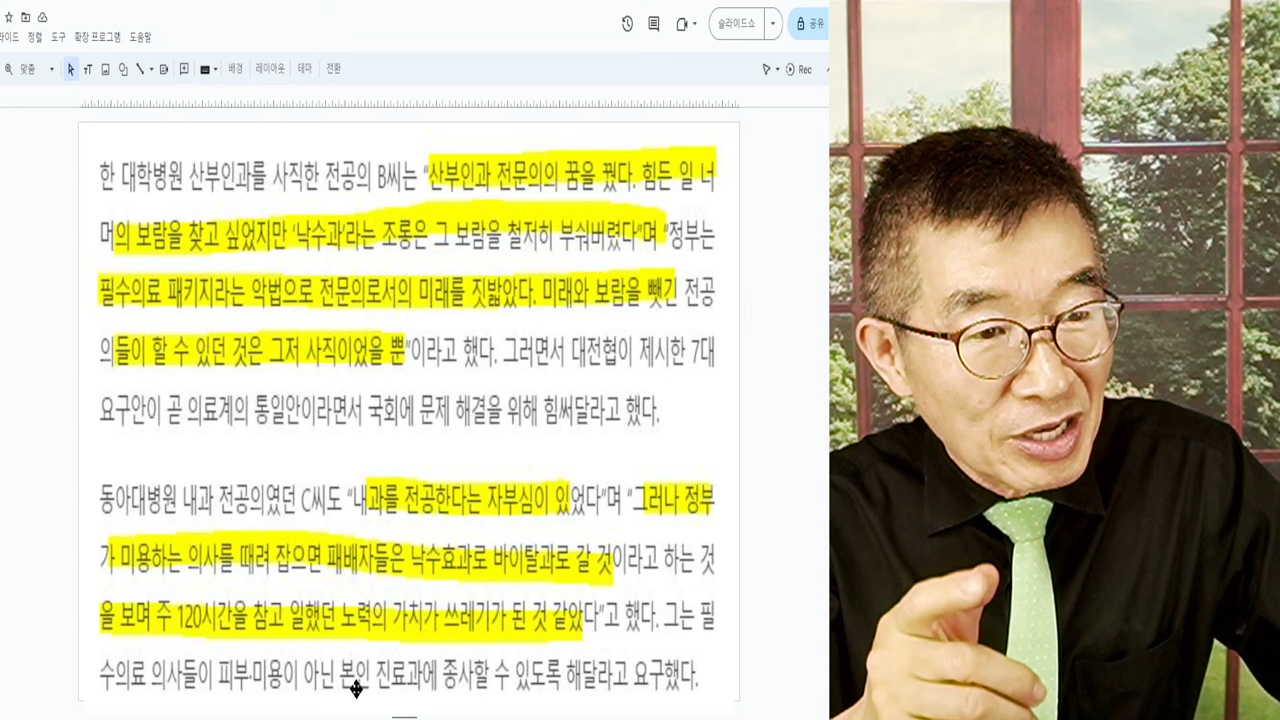 라이드 정렬 도구 확장 프로그램 도움말
슬라이드쇼
공유
맞춤
배경 레이아웃 테마 전환
Rec
한 대학병원 산부인과를 사직한 전공의 B씨는 “산부인과 전문의의 꿈을 꿨다. 힘든 일 너
머의 보람을 찾고 싶었지만 ‘낙수과’라는 조롱은 그 보람을 철저히 부숴버렸다”며 “정부는
필수의료 패키지라는 악법으로 전문의로서의 미래를 짓밟았다. 미래와 보람을 뺏긴 전공
의들이 할 수 있던 것은 그저 사직이었을 뿐”이라고 했다. 그러면서 대전협이 제시한 7대
요구안이 곧 의료계의 통일안이라면서 국회에 문제 해결을 위해 힘써달라고 했다.
동아대병원 내과 전공의였던 C씨도 “내과를 전공한다는 자부심이 있었다”며 “그러나 정부
가 미용하는 의사를 때려 잡으면 패배자들은 낙수효과로 바이탈과로 갈 것이라고 하는 것
을 보며 주 120시간을 참고 일했던 노력의 가치가 쓰레기가 된 것 같았다”고 했다. 그는 필
수의료 의사들이 피부·미용이 아닌 본인 진료과에 종사할 수 있도록 해달라고 요구했다.